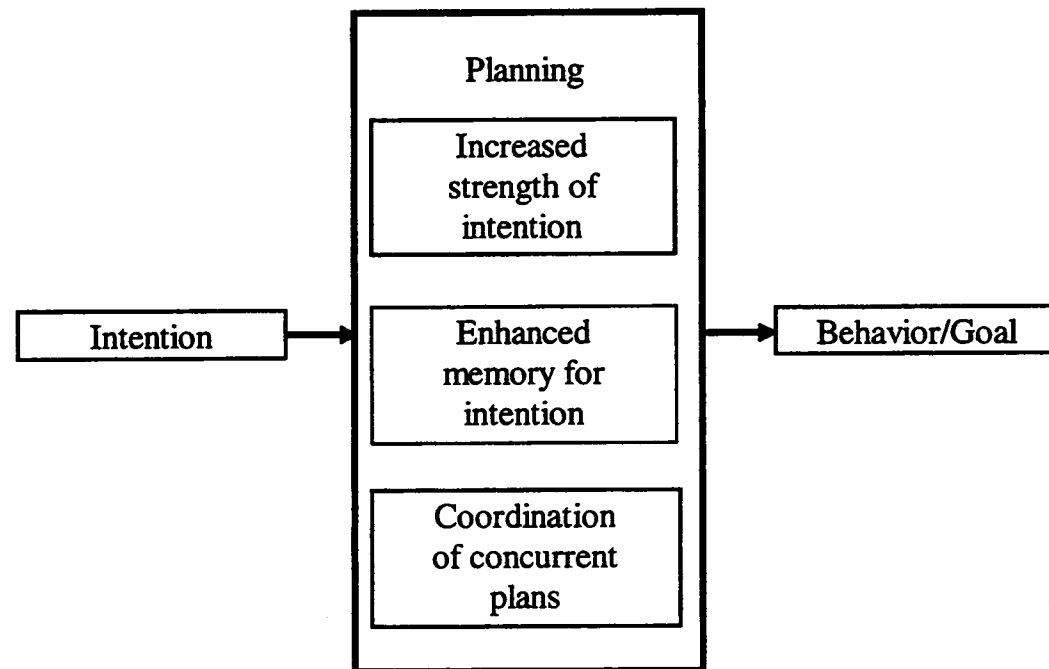 Planning
Increased
strength of
intention
Intention
Enhanced
memory for
intention
Behavior/Goal
Coordination
of concurrent
plans